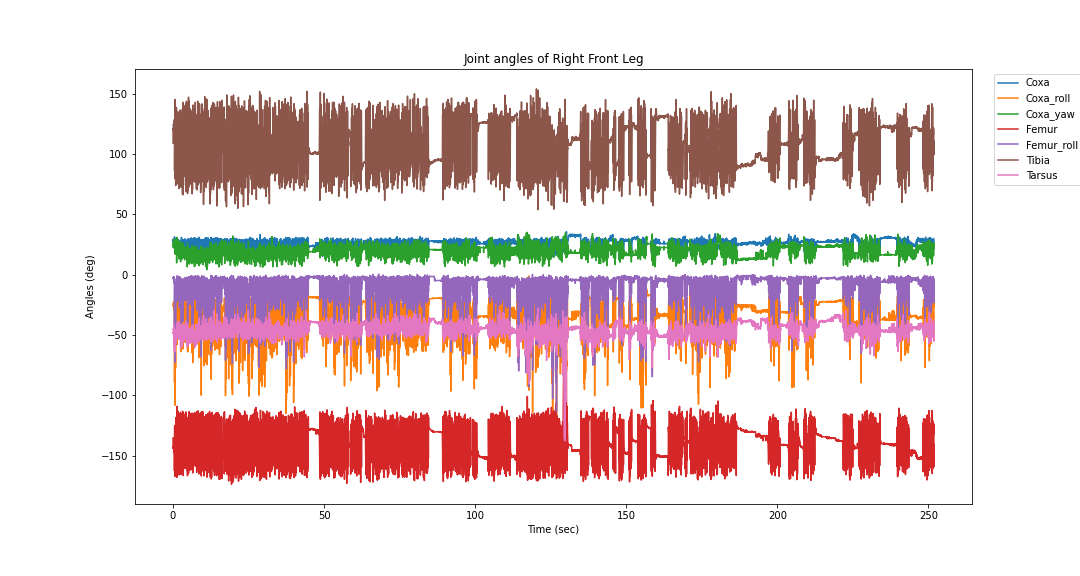 Joint angles of Right Front Leg
Coxa
Coxa_roll
Coxa_yaw
Femur
Femur_roll
Tibia
Tarsus
Angles (deg)
150
100
50
0
−50
−100
−150
0 50 100 150 200 250
Time (sec)